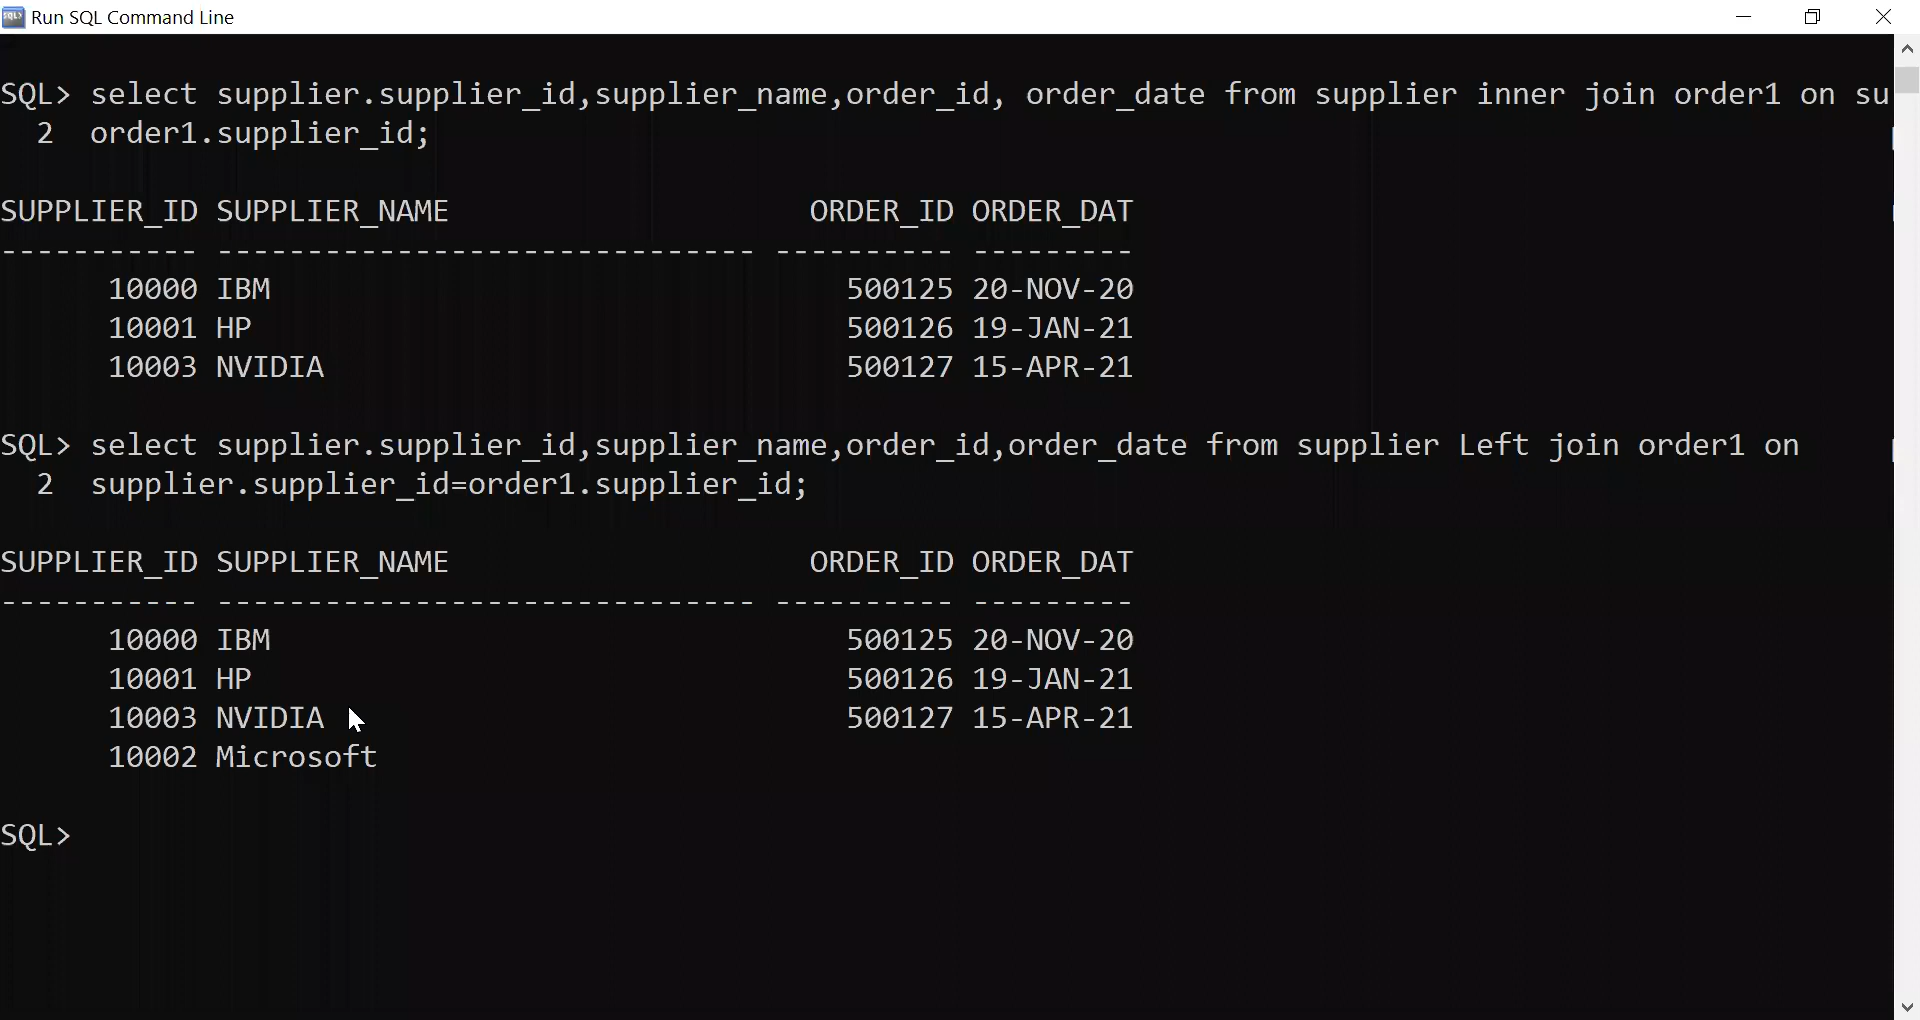 Run SQL Command Line
SQL> select supplier.supplier_id,supplier_name,order_id, order_date from supplier inner join order1 on su
2 order1.supplier_id;
SUPPLIER_ID SUPPLIER_NAME ORDER_ID ORDER_DAT
----------- ------------------------------ ---------- ---------
10000 IBM 500125 20-NOV-20
10001 HP 500126 19-JAN-21
10003 NVIDIA 500127 15-APR-21
SQL> select supplier.supplier_id,supplier_name,order_id,order_date from supplier Left join order1 on
2 supplier.supplier_id=order1.supplier_id;
SUPPLIER_ID SUPPLIER_NAME ORDER_ID ORDER_DAT
----------- ------------------------------ ---------- ---------
10000 IBM 500125 20-NOV-20
10001 HP 500126 19-JAN-21
10003 NVIDIA 500127 15-APR-21
10002 Microsoft
SQL>